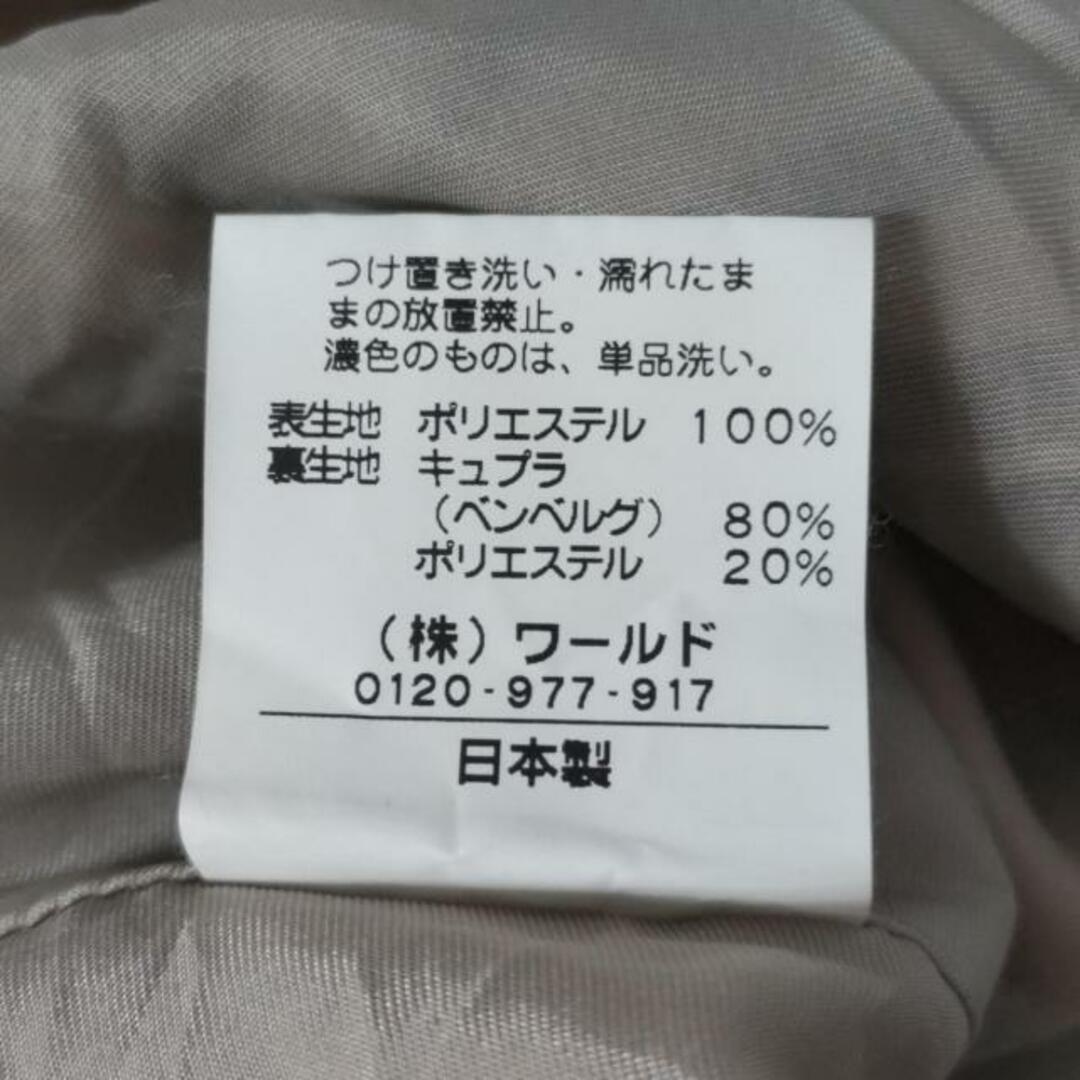 つけ置き洗い・濡れたま
まの放置禁止。
濃色のものは、単品洗い。
表生地 ポリエステル 100%
裏生地 キュプラ
(ベンベルグ) 80%
ポリエステル 20%
(株)ワールド
0120-977-917
日本製